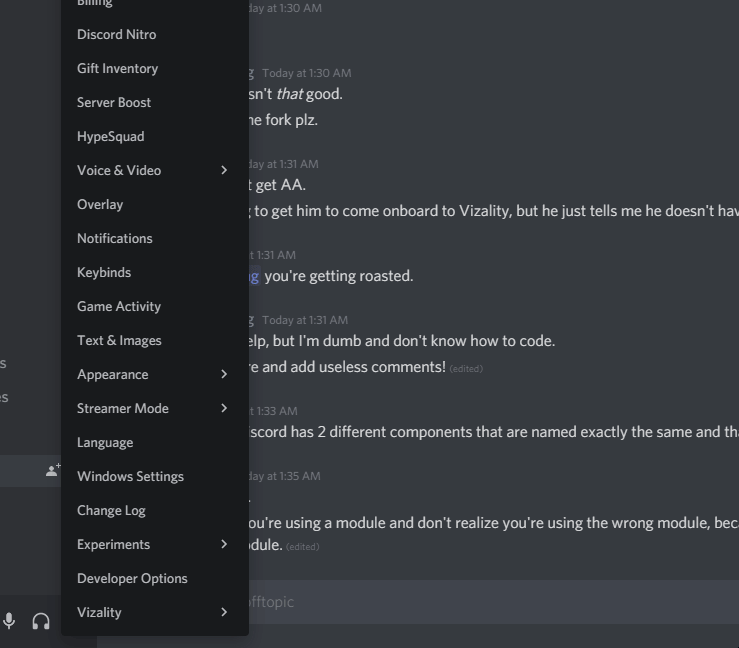 Billing
Discord Nitro
Gift Inventory
Server Boost
HypeSquad
Voice & Video
Overlay
Notifications
Keybinds
Game Activity
Text & Images
Appearance
Streamer Mode
Language
Windows Settings
Change Log
Experiments
Developer Options
Vizality
day at 1:30 AM
g Today at 1:30 AM
sn't that good.
ne fork plz.
day at 1:31 AM
t get AA.
g to get him to come onboard to Vizality, but he just tells me he doesn't hav
at 1:31 AM
g you're getting roasted.
g Today at 1:31 AM
elp, but I'm dumb and don't know how to code.
re and add useless comments! (edited)
t 1:33 AM
iscord has 2 different components that are named exactly the same and tha
day at 1:35 AM
ou're using a module and don't realize you're using the wrong module, beca
odule. (edited)
fftopic
s
es